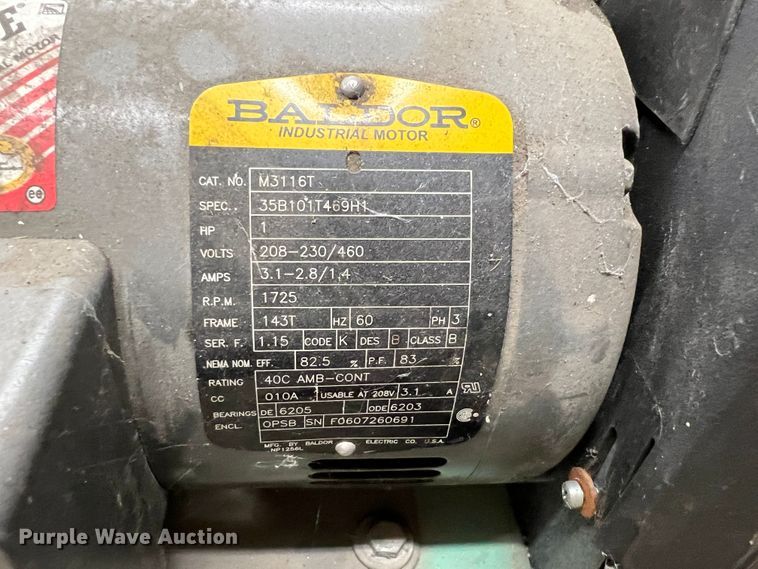 E
AC MOTOR
ee
BALDOR®
INDUSTRIAL MOTOR
CAT. NO. M3116T
SPEC. 35B101T469H1
HP 1
VOLTS 208-230/460
AMPS 3.1-2.8/1.4
R.P.M. 1725
FRAME 143T HZ 60 PH 3
SER. F. 1.15 CODE K DES B CLASS B
NEMA NOM. EFF. 82.5 % P.F. 83 %
RATING 40C AMB-CONT
CC 010A USABLE AT 208V 3.1 A
BEARINGS DE 6205 ODE 6203
ENCL. OPSB SN F0607260691
MFG. BY BALDOR ELECTRIC CO. U.S.A.
NP1256L
Purple Wave Auction